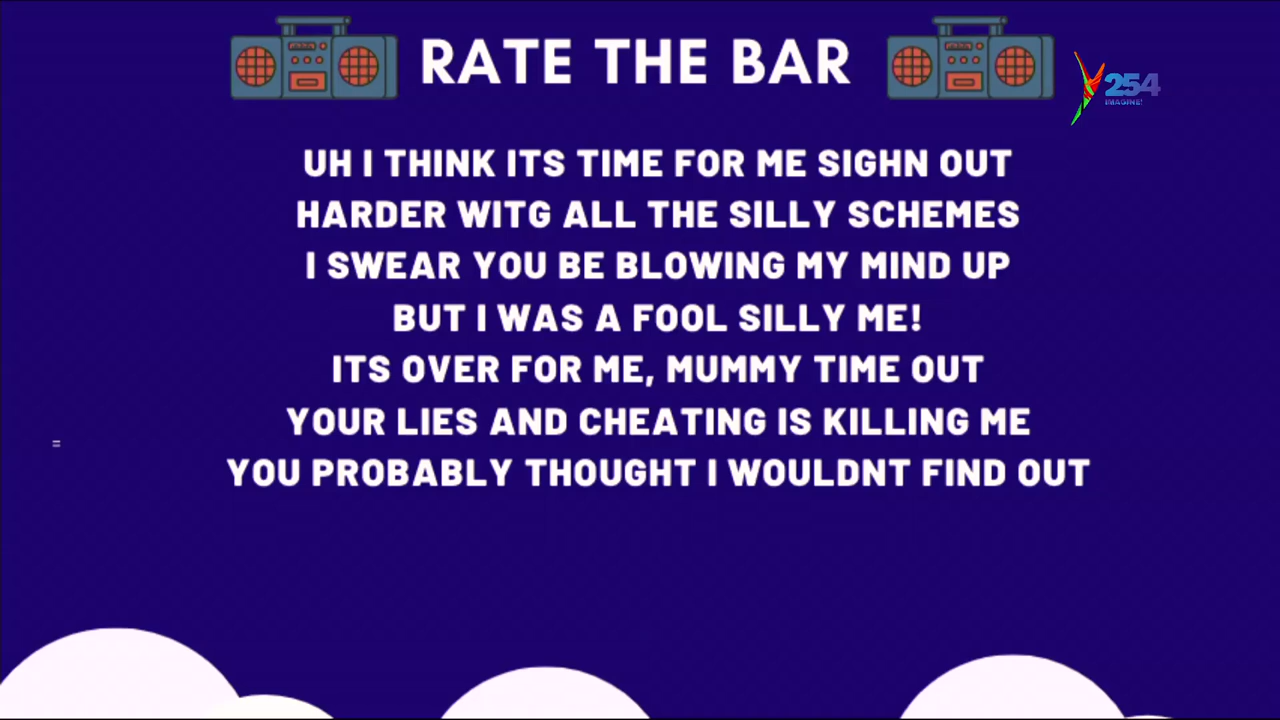 RATE THE BAR
254
IMAGINE!
UH I THINK ITS TIME FOR ME SIGHN OUT
HARDER WITG ALL THE SILLY SCHEMES
I SWEAR YOU BE BLOWING MY MIND UP
BUT I WAS A FOOL SILLY ME!
ITS OVER FOR ME, MUMMY TIME OUT
YOUR LIES AND CHEATING IS KILLING ME
=
YOU PROBABLY THOUGHT I WOULDNT FIND OUT